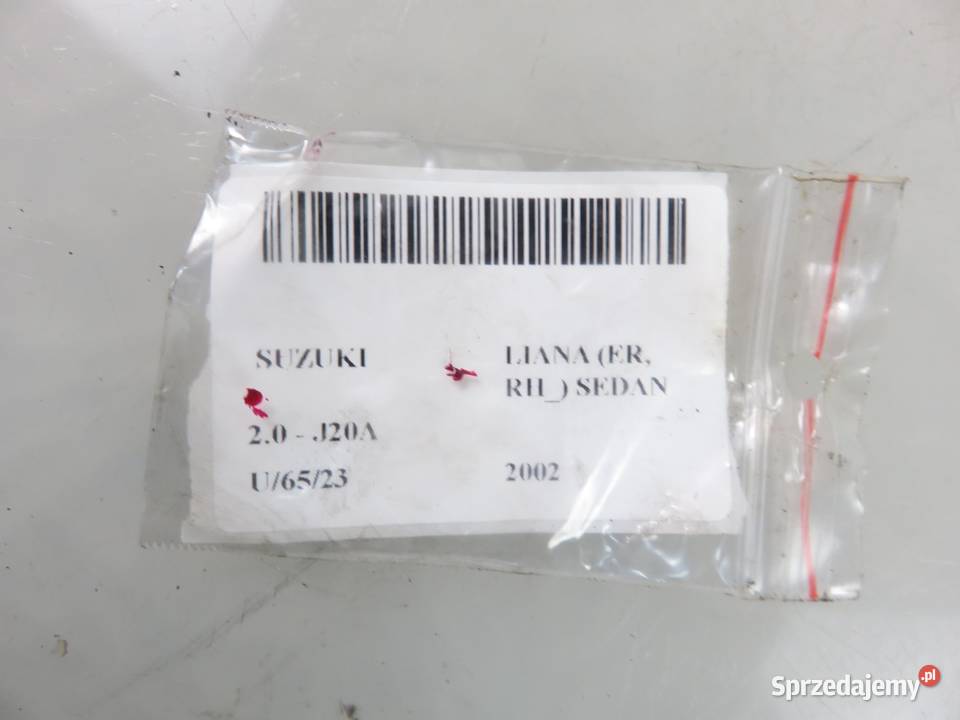 SUZUKI
LIANA (ER,
RH_) SEDAN
2.0 - J20A
U/65/23
2002
Sprzedajemy.pl